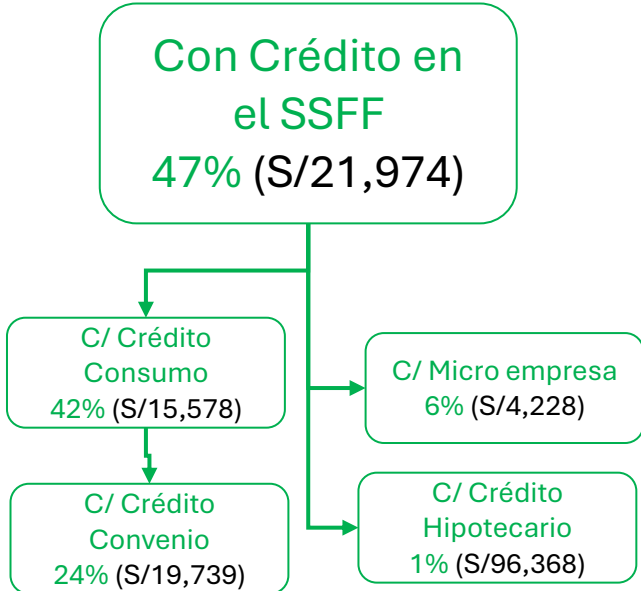 Con Crédito en
el SSFF
47% (S/21,974)
C/ Crédito
Consumo
42% (S/15,578)
C/ Micro empresa
6% (S/4,228)
C/ Crédito
Convenio
24% (S/19,739)
C/ Crédito
Hipotecario
1% (S/96,368)